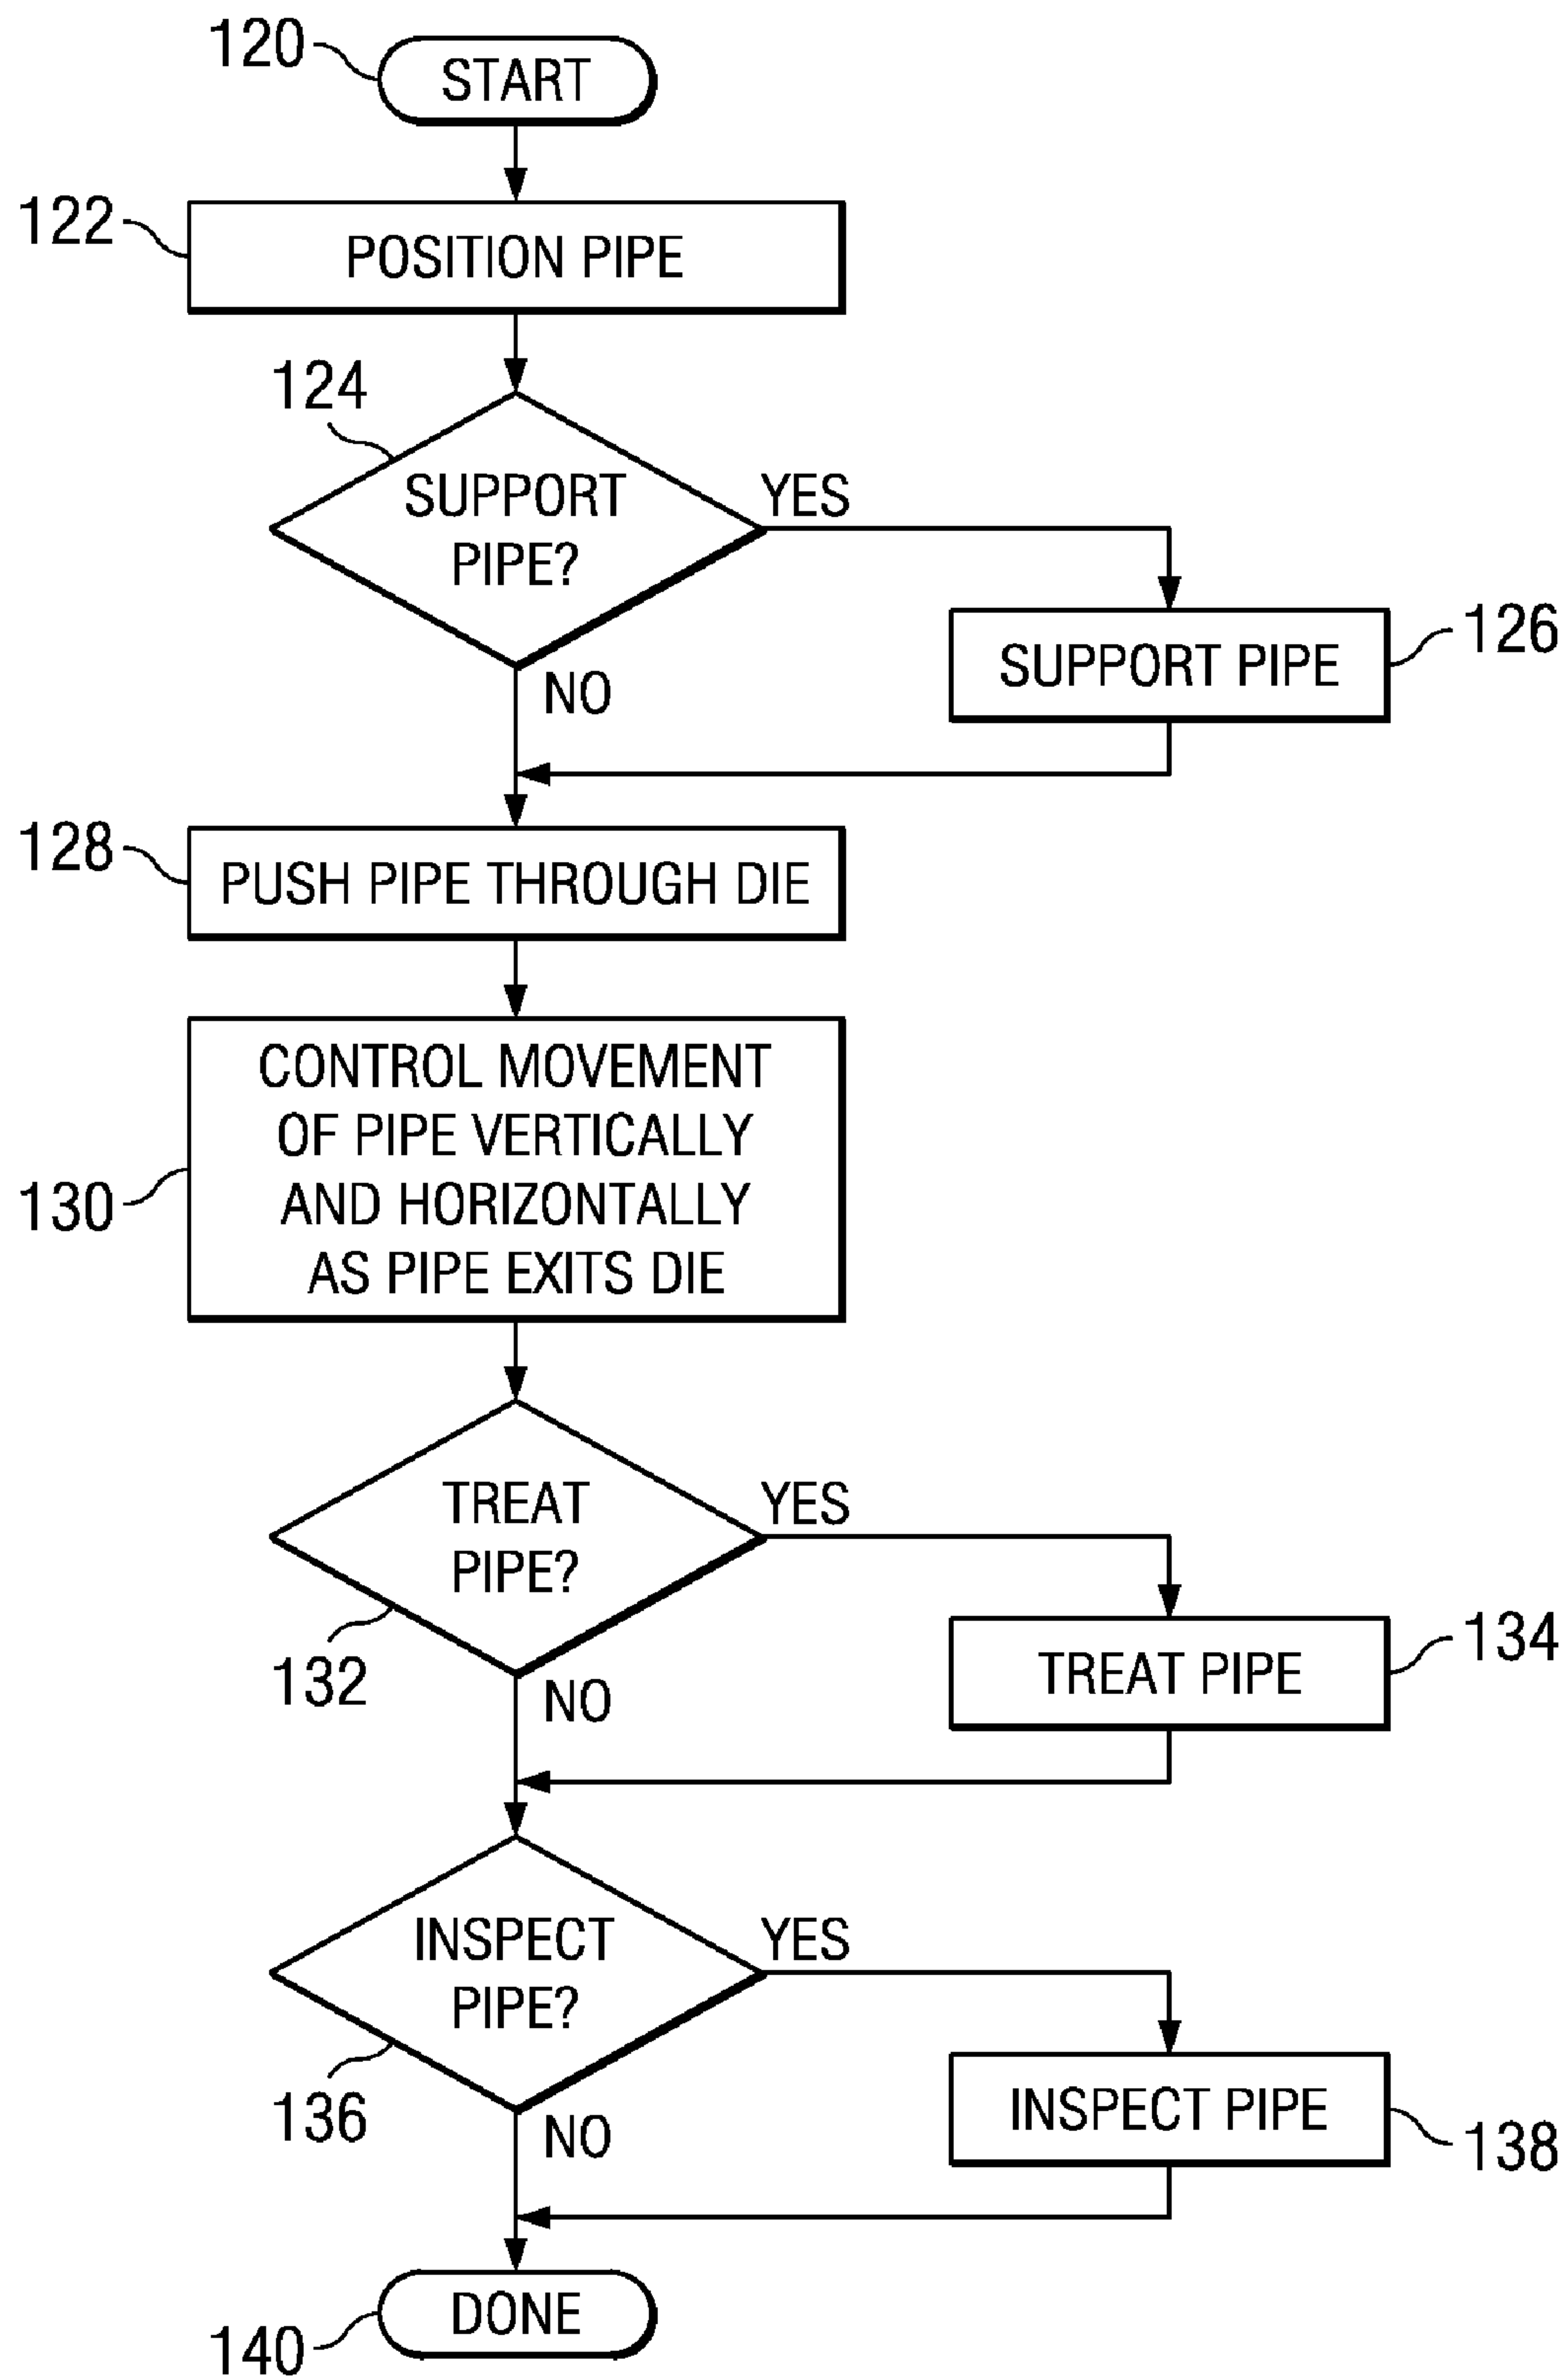 120
START
122
POSITION PIPE
124
SUPPORT
PIPE?
YES
126
SUPPORT PIPE
NO
128
PUSH PIPE THROUGH DIE
130
CONTROL MOVEMENT
OF PIPE VERTICALLY
AND HORIZONTALLY
AS PIPE EXITS DIE
TREAT
PIPE?
YES
132
134
TREAT PIPE
NO
INSPECT
PIPE?
YES
136
138
INSPECT PIPE
NO
DONE
140